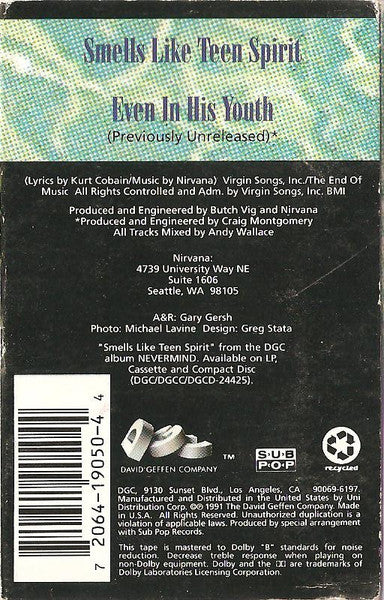 Smells Like Teen Spirit
Even In His Youth
(Previously Unreleased)*
(Lyrics by Kurt Cobain/Music by Nirvana) Virgin Songs, Inc./The End Of
Music All Rights Controlled and Adm. by Virgin Songs, Inc. BMI
Produced and Engineered by Butch Vig and Nirvana
*Produced and Engineered by Craig Montgomery
All Tracks Mixed by Andy Wallace
Nirvana:
4739 University Way NE
Suite 1606
Seattle, WA 98105
A&R: Gary Gersh
Photo: Michael Lavine Design: Greg Stata
"Smells Like Teen Spirit" from the DGC
album NEVERMIND. Available on LP,
Cassette and Compact Disc
(DGC/DGCC/DGCD-24425).
7 2064-19050-4 4
DAVID GEFFEN COMPANY
TM
SUB
POP
recycled
DGC, 9130 Sunset Blvd., Los Angeles, CA 90069-6197.
Manufactured and Distributed in the United States by Uni
Distribution Corp. ©℗ 1991 The David Geffen Company. Made
in U.S.A. All Rights Reserved. Unauthorized duplication is a
violation of applicable laws. Produced by special arrangement
with Sub Pop Records.
This tape is mastered to Dolby "B" standards for noise
reduction. Decrease treble response when playing on
non-Dolby equipment. Dolby and the are trademarks of
Dolby Laboratories Licensing Corporation.